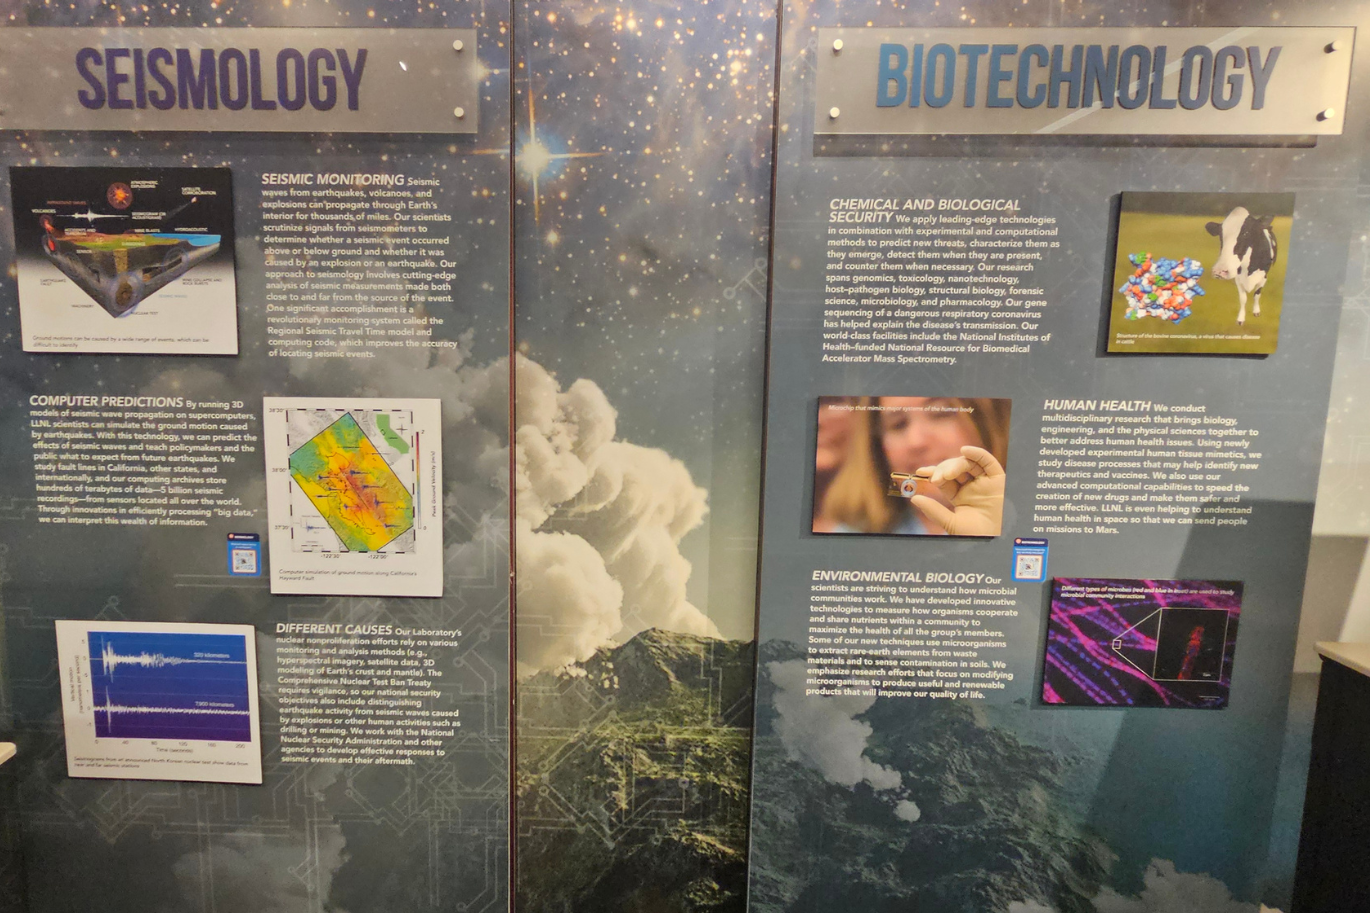 SEISMOLOGY
ATMOSPHERIC
EXPLOSIONS
SATELLITE
VOLCANOES
MINE BLASTS
HYDROACOUSTIC
EARTHQUAKE
FAULT
NUCLEAR TEST
Ground motions can be caused by a wide range of events, which can be
difficult to identify
SEISMIC MONITORING Seismic
waves from earthquakes, volcanoes, and
explosions can propagate through Earth's
interior for thousands of miles. Our scientists
scrutinize signals from seismometers to
determine whether a seismic event occurred
above or below ground and whether it was
caused by an explosion or an earthquake. Our
approach to seismology involves cutting-edge
analysis of seismic measurements made both
close to and far from the source of the event.
One significant accomplishment is a
revolutionary monitoring system called the
Regional Seismic Travel Time model and
computing code, which improves the accuracy
of locating seismic events.
COMPUTER PREDICTIONS By running 3D
models of seismic wave propagation on supercomputers,
LLNL scientists can simulate the ground motion caused
by earthquakes. With this technology, we can predict the
effects of seismic waves and teach policymakers and the
public what to expect from future earthquakes. We
study fault lines in California, other states, and
internationally, and our computing archives store
hundreds of terabytes of data—5 billion seismic
recordings—from sensors located all over the world.
Through innovations in efficiently processing "big data,"
we can interpret this wealth of information.
Peak Ground Velocity (m/s)
Computer simulation of ground motion along California's
Hayward Fault.
320 kilometers
Time (seconds)
0 40 80 120 160 200
Seismograms from an announced North Korean nuclear test show data from
near and far seismic stations
DIFFERENT CAUSES Our Laboratory's
nuclear nonproliferation efforts rely on various
monitoring and analysis methods (e.g.,
hyperspectral imagery, satellite data, 3D
modeling of Earth's crust and mantle). The
Comprehensive Nuclear Test Ban Treaty
requires vigilance, so our national security
objectives also include distinguishing
earthquake activity from seismic waves caused
by explosions or other human activities such as
drilling or mining. We work with the National
Nuclear Security Administration and other
agencies to develop effective responses to
seismic events and their aftermath.
BIOTECHNOLOGY
CHEMICAL AND BIOLOGICAL
SECURITY We apply leading-edge technologies
in combination with experimental and computational
methods to predict new threats, characterize them as
they emerge, detect them when they are present,
and counter them when necessary. Our research
spans genomics, toxicology, nanotechnology,
host–pathogen biology, structural biology, forensic
science, microbiology, and pharmacology. Our gene
sequencing of a dangerous respiratory coronavirus
has helped explain the disease's transmission. Our
world-class facilities include the National Institutes of
Health–funded National Resource for Biomedical
Accelerator Mass Spectrometry.
Structure of the bovine coronavirus, a virus that causes disease
in cattle
Microchip that mimics major systems of the human body
HUMAN HEALTH We conduct
multidisciplinary research that brings biology,
engineering, and the physical sciences together to
better address human health issues. Using newly
developed experimental human tissue mimetics, we
study disease processes that may help identify new
therapeutics and vaccines. We also use our
advanced computational capabilities to speed the
creation of new drugs and make them safer and
more effective. LLNL is even helping to understand
human health in space so that we can send people
on missions to Mars.
ENVIRONMENTAL BIOLOGY Our
scientists are striving to understand how microbial
communities work. We have developed innovative
technologies to measure how organisms cooperate
and share nutrients within a community to
maximize the health of all the group's members.
Some of our new techniques use microorganisms
to extract rare-earth elements from waste
materials and to sense contamination in soils. We
emphasize research efforts that focus on modifying
microorganisms to produce useful and renewable
products that will improve our quality of life.
Different types of microbes (red and blue in inset) are used to study
microbial community interactions